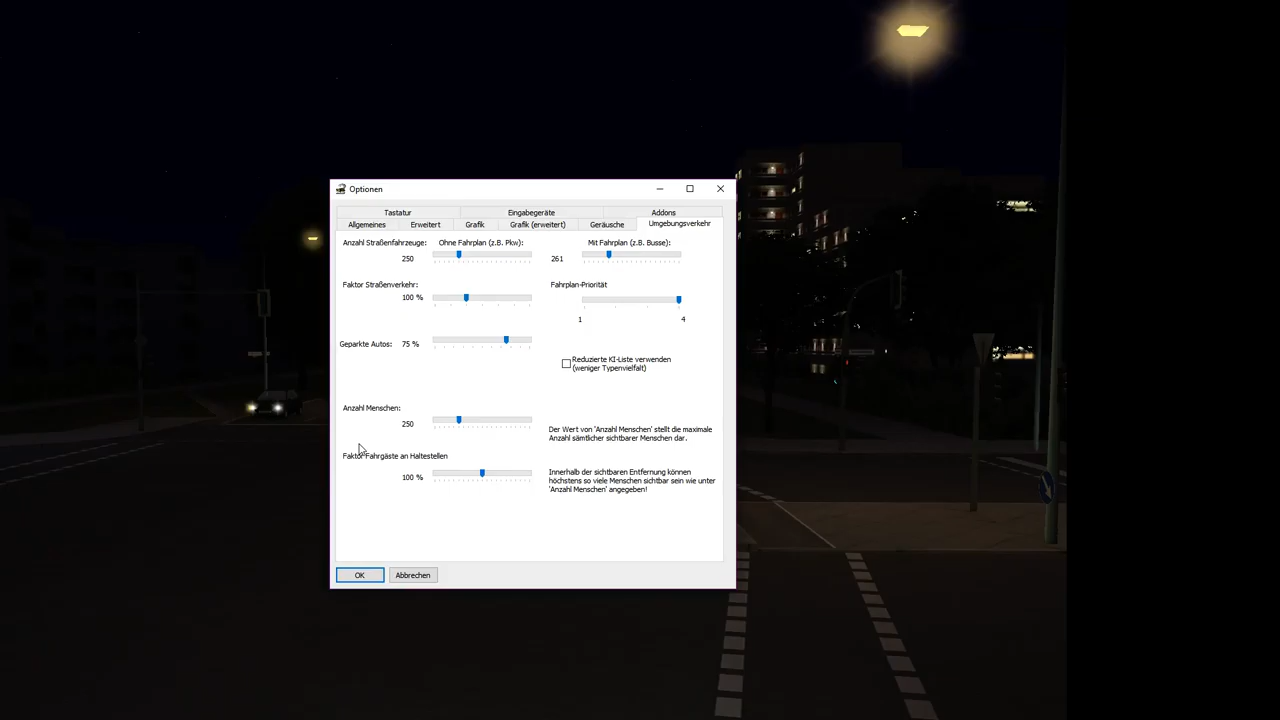 Optionen
Tastatur Eingabegeräte Addons
Allgemeines Erweitert Grafik Grafik (erweitert) Geräusche Umgebungsverkehr
Anzahl Straßenfahrzeuge: Ohne Fahrplan (z.B. Pkw): Mit Fahrplan (z.B. Busse):
250 261
Faktor Straßenverkehr: Fahrplan-Priorität
100 %
1 4
Geparkte Autos: 75 %
Reduzierte KI-Liste verwenden
(weniger Typenvielfalt)
Anzahl Menschen:
250
Der Wert von 'Anzahl Menschen' stellt die maximale
Anzahl sämtlicher sichtbarer Menschen dar.
Faktor Fahrgäste an Haltestellen
100 %
Innerhalb der sichtbaren Entfernung können
höchstens so viele Menschen sichtbar sein wie unter
'Anzahl Menschen' angegeben!
OK Abbrechen